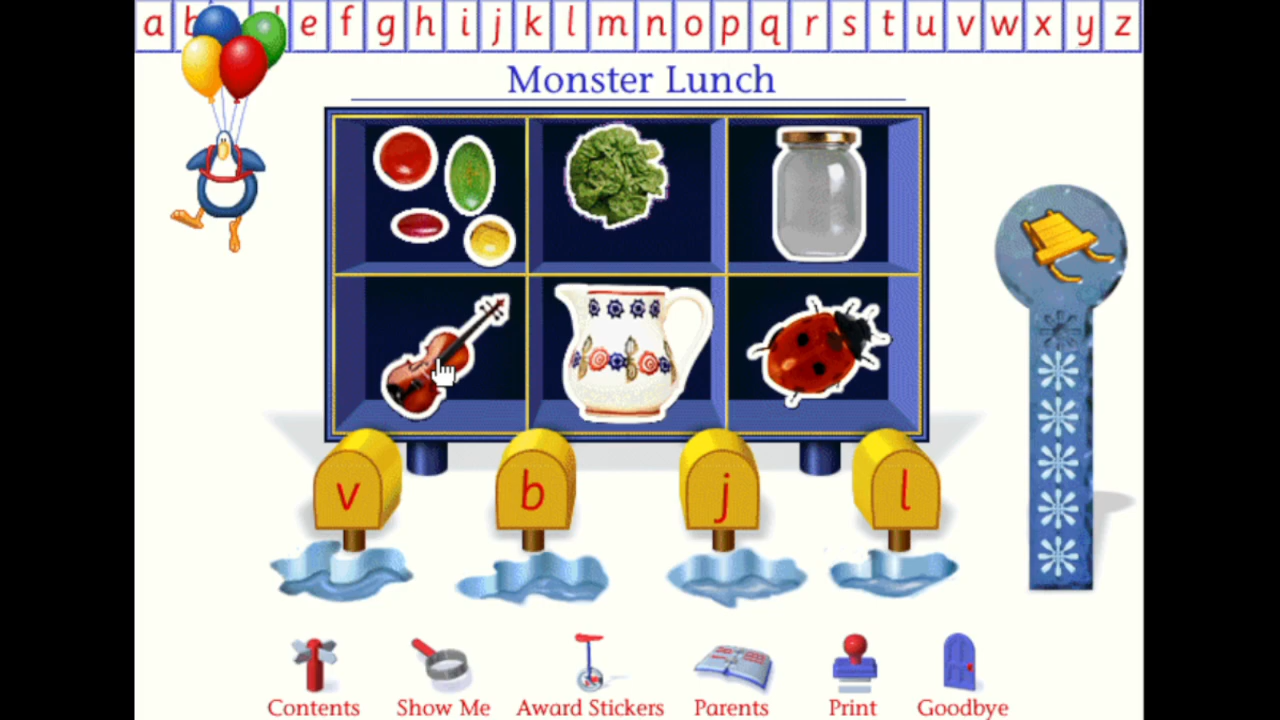 a b e f g h i j k l m n o p q r s t u v w x y z
Monster Lunch
v b j l
Contents Show Me Award Stickers Parents Print Goodbye